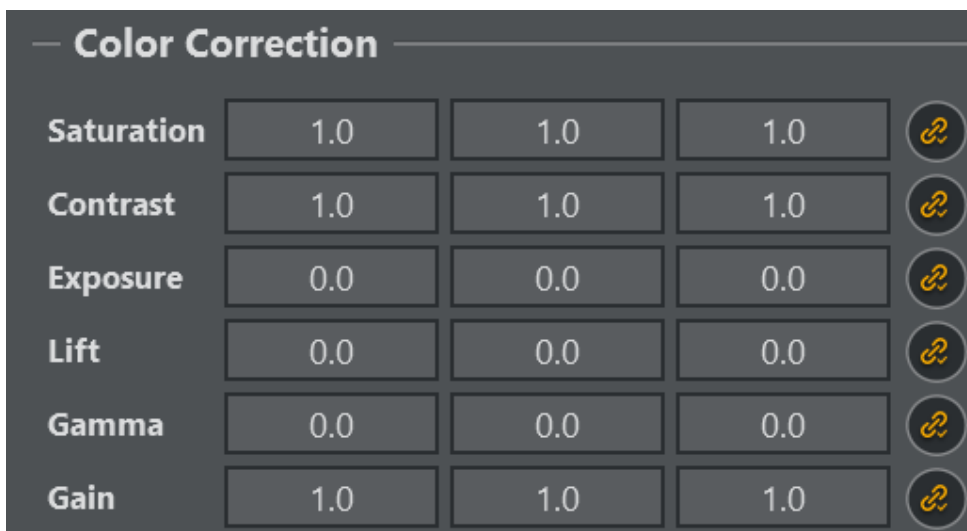 Color Correction
Saturation 1.0 1.0 1.0
Contrast 1.0 1.0 1.0
Exposure 0.0 0.0 0.0
Lift 0.0 0.0 0.0
Gamma 0.0 0.0 0.0
Gain 1.0 1.0 1.0